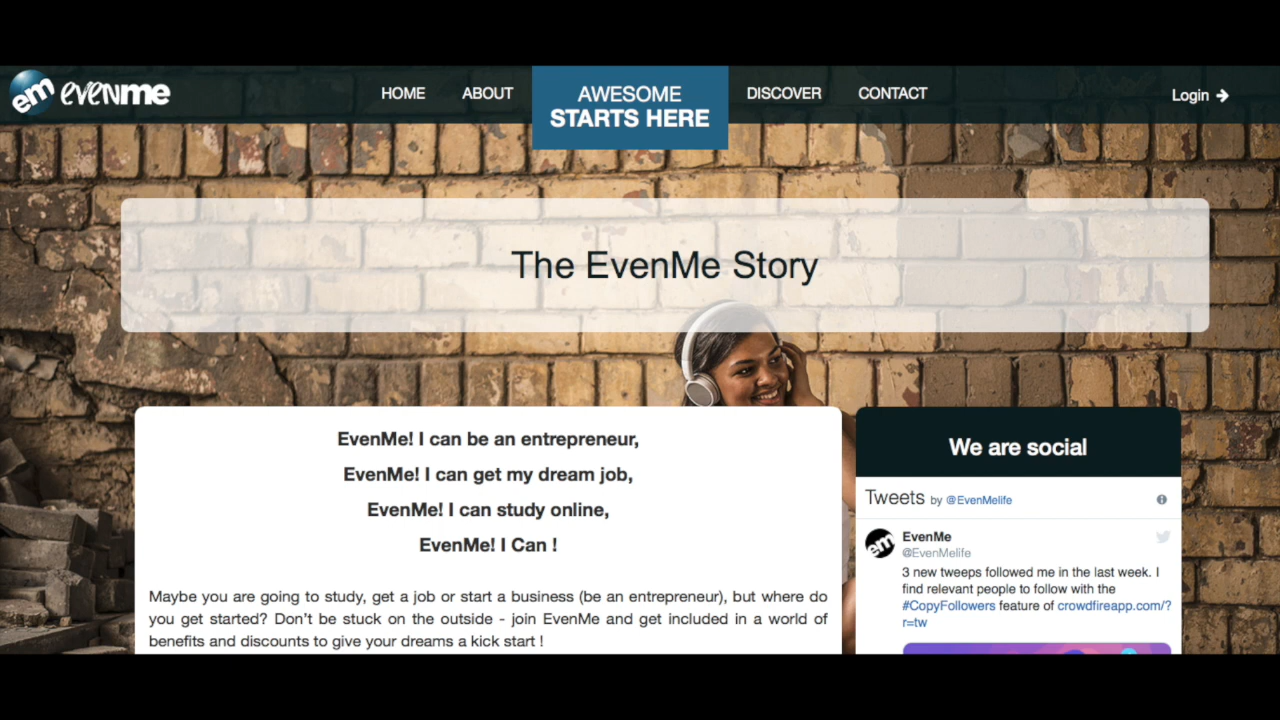 em evenme
HOME
ABOUT
AWESOME
STARTS HERE
DISCOVER
CONTACT
Login
The EvenMe Story
EvenMe! I can be an entrepreneur,
EvenMe! I can get my dream job,
EvenMe! I can study online,
EvenMe! I Can !
Maybe you are going to study, get a job or start a business (be an entrepreneur), but where do
you get started? Don’t be stuck on the outside - join EvenMe and get included in a world of
benefits and discounts to give your dreams a kick start !
We are social
Tweets by @EvenMelife
em
EvenMe
@EvenMelife
3 new tweeps followed me in the last week. I
find relevant people to follow with the
#CopyFollowers feature of crowdfireapp.com/?
r=tw